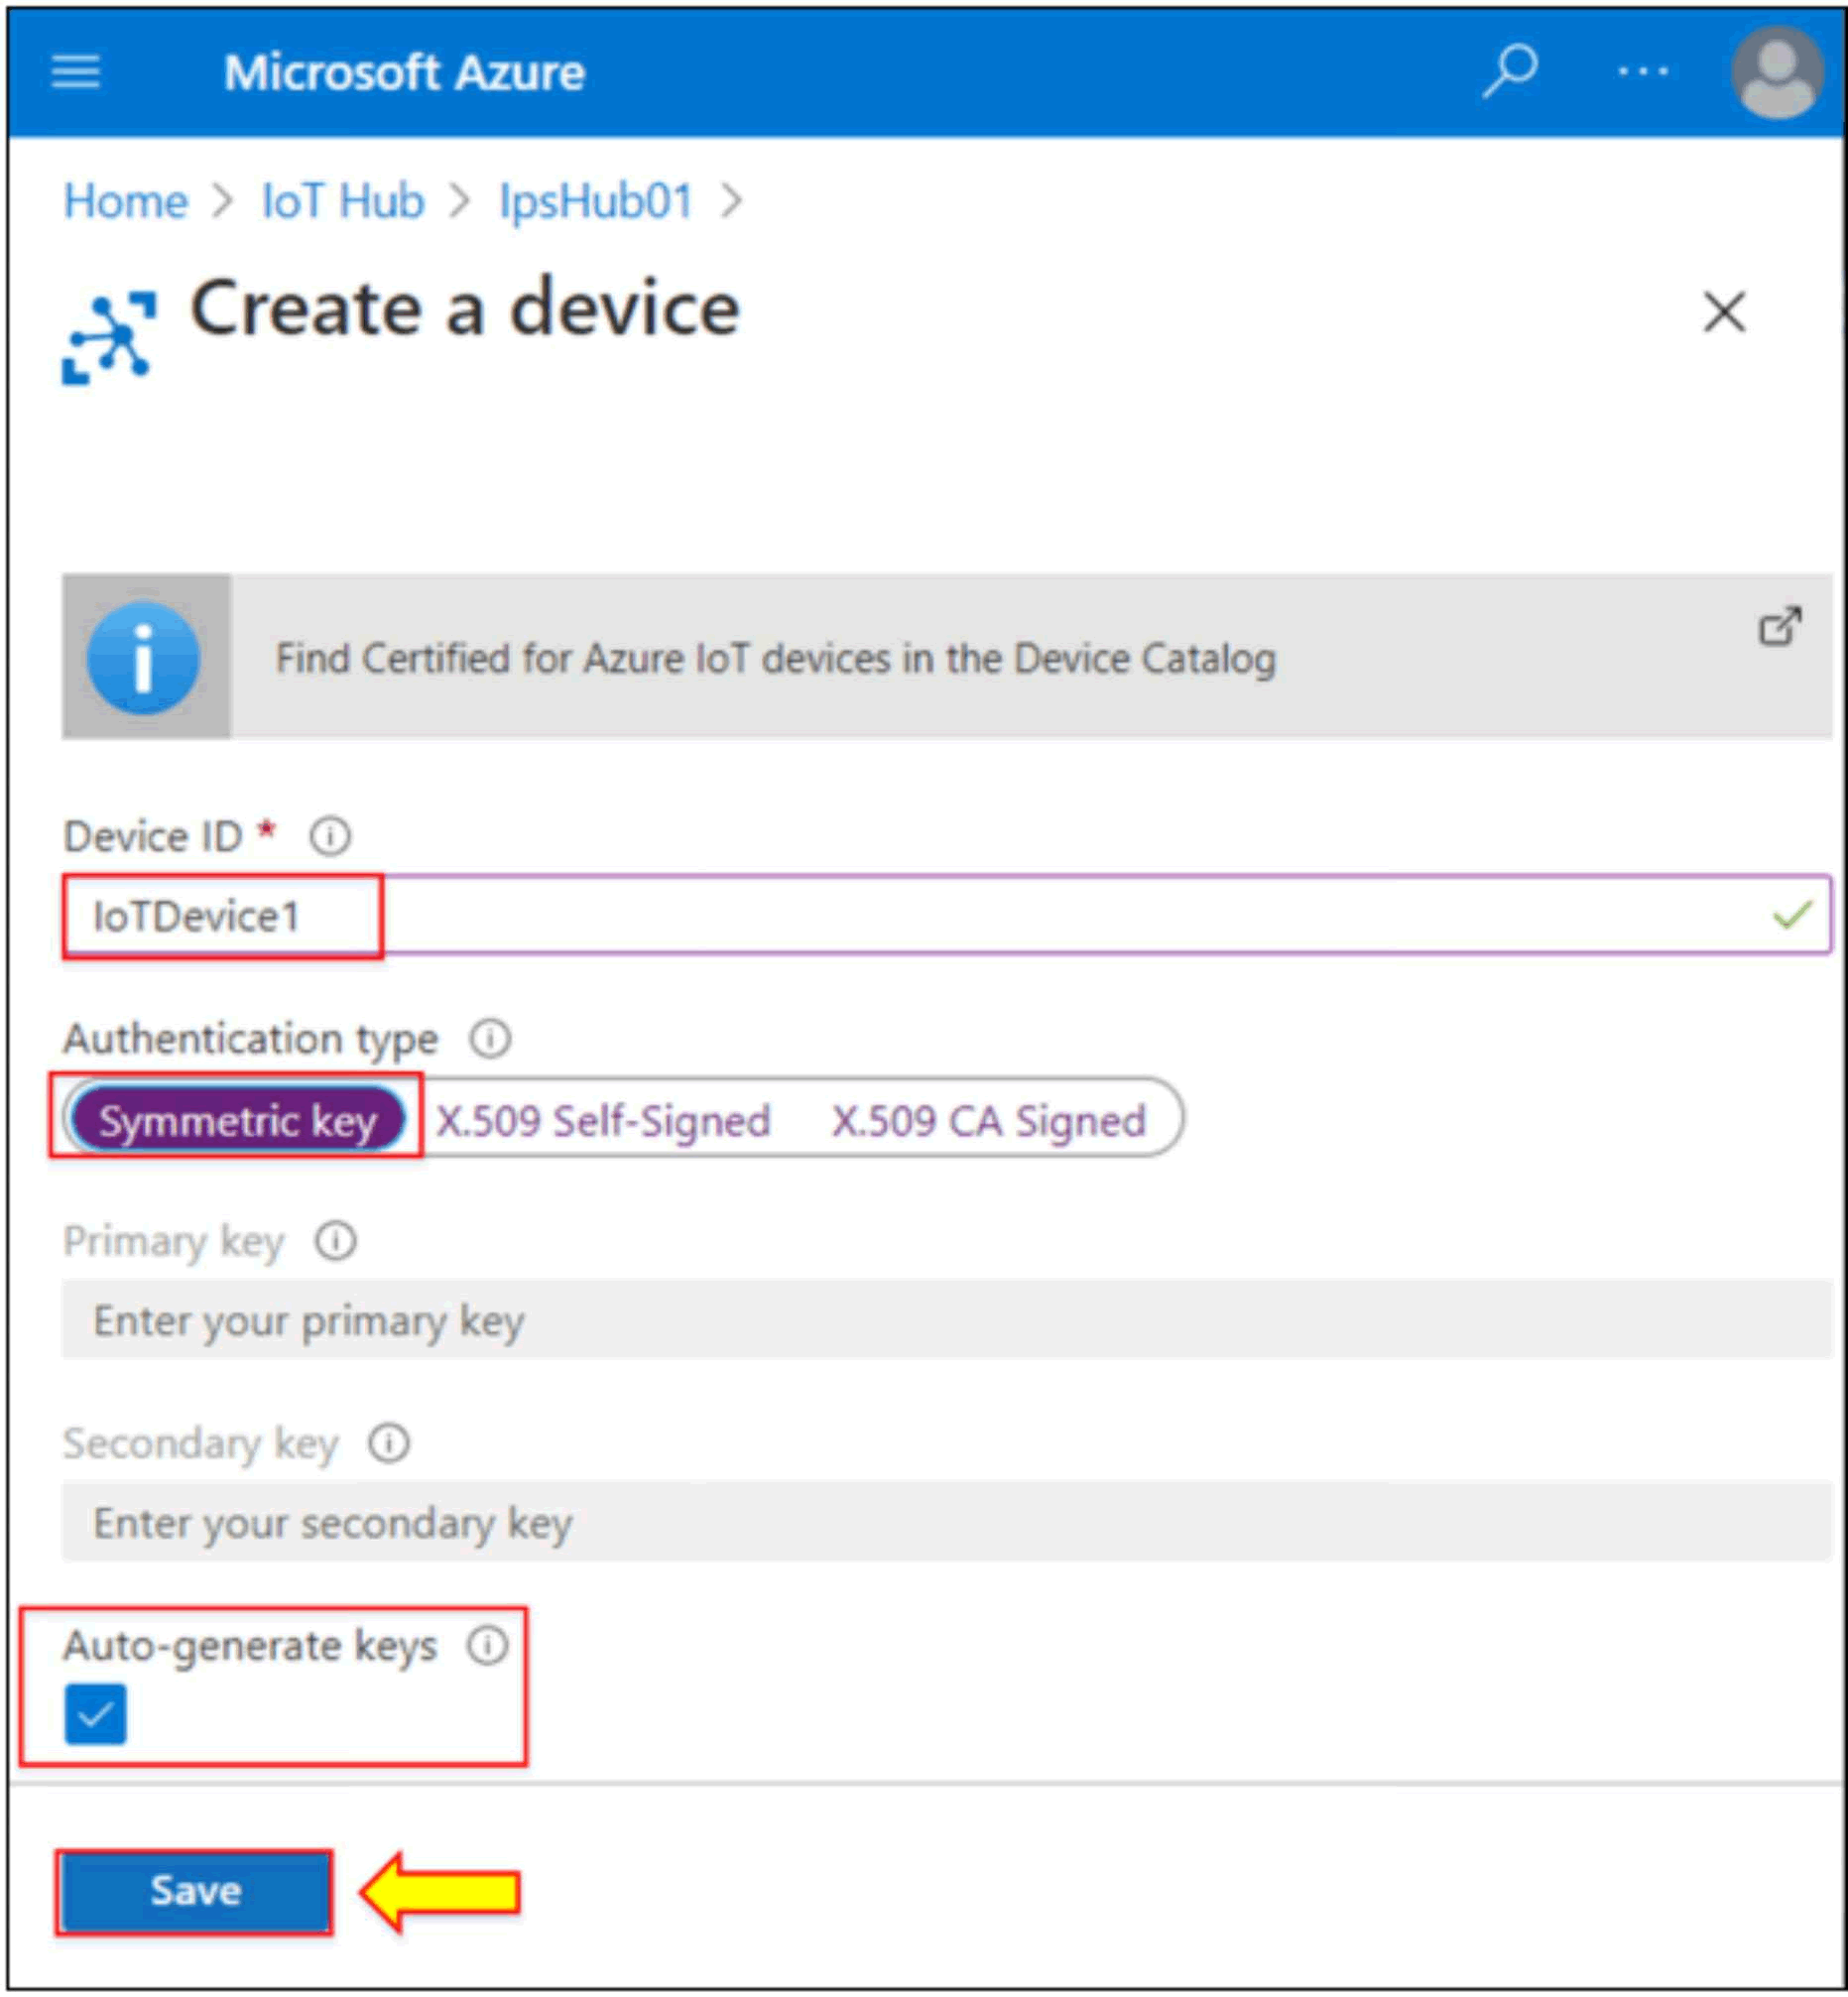 Microsoft Azure
Home > IoT Hub > IpsHub01 >
Create a device
Find Certified for Azure IoT devices in the Device Catalog
Device ID *
IoTDevice1
Authentication type
Symmetric key X.509 Self-Signed X.509 CA Signed
Primary key
Enter your primary key
Secondary key
Enter your secondary key
Auto-generate keys
Save